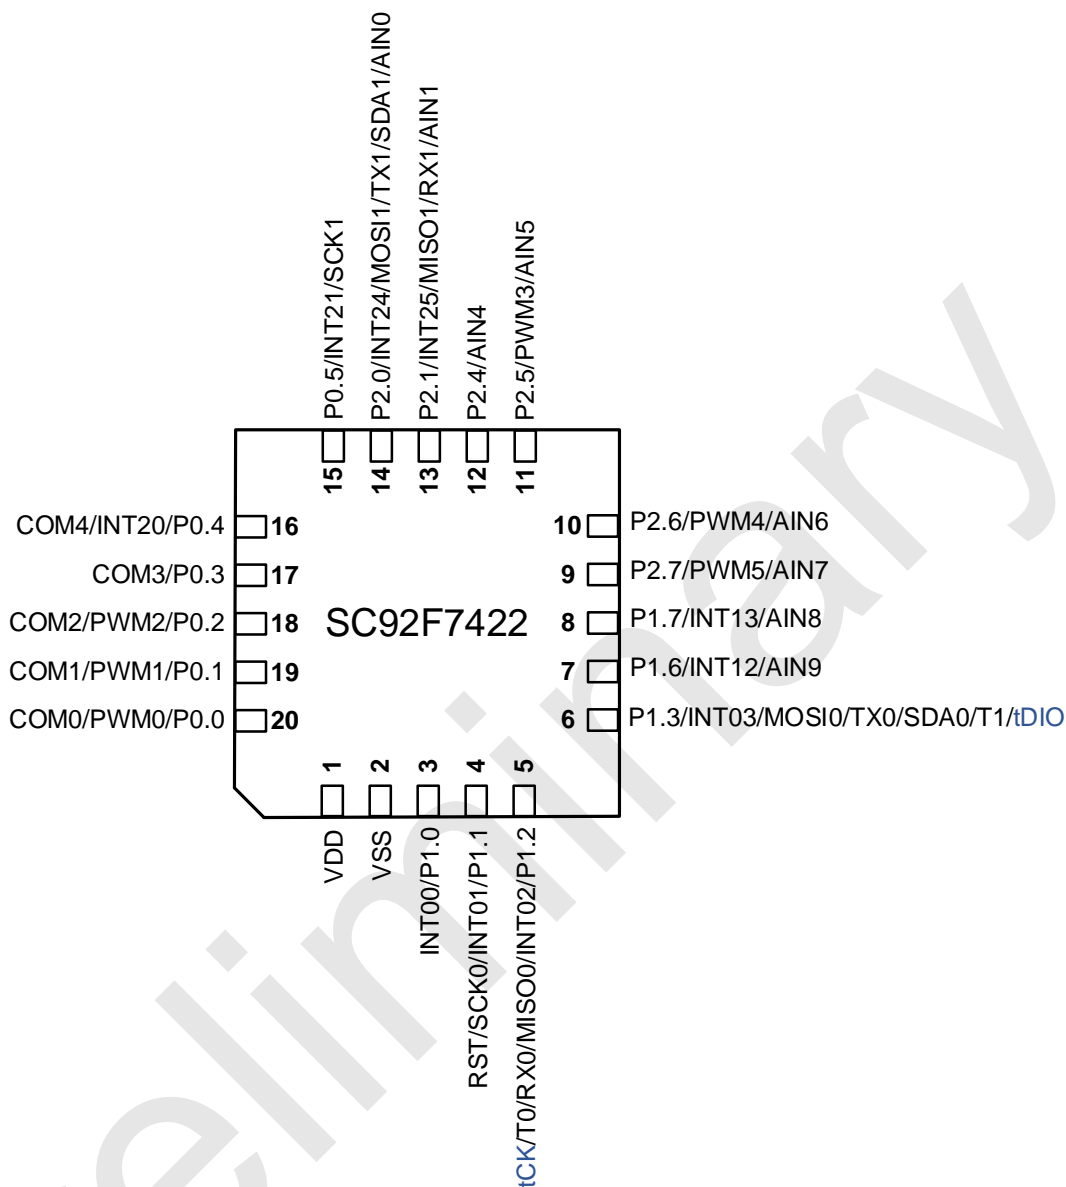 P0.5/INT21/SCK1
P2.0/INT24/MOSI1/TX1/SDA1/AIN0
P2.1/INT25/MISO1/RX1/AIN1
P2.4/AIN4
P2.5/PWM3/AIN5
15
14
13
12
11
COM4/INT20/P0.4
16
COM3/P0.3
17
COM2/PWM2/P0.2
18
COM1/PWM1/P0.1
19
COM0/PWM0/P0.0
20
SC92F7422
10
P2.6/PWM4/AIN6
9
P2.7/PWM5/AIN7
8
P1.7/INT13/AIN8
7
P1.6/INT12/AIN9
6
P1.3/INT03/MOSI0/TX0/SDA0/T1/tDIO
1
2
3
4
5
VDD
VSS
INT00/P1.0
RST/SCK0/INT01/P1.1
tCK/T0/RX0/MISO0/INT02/P1.2
eliminary